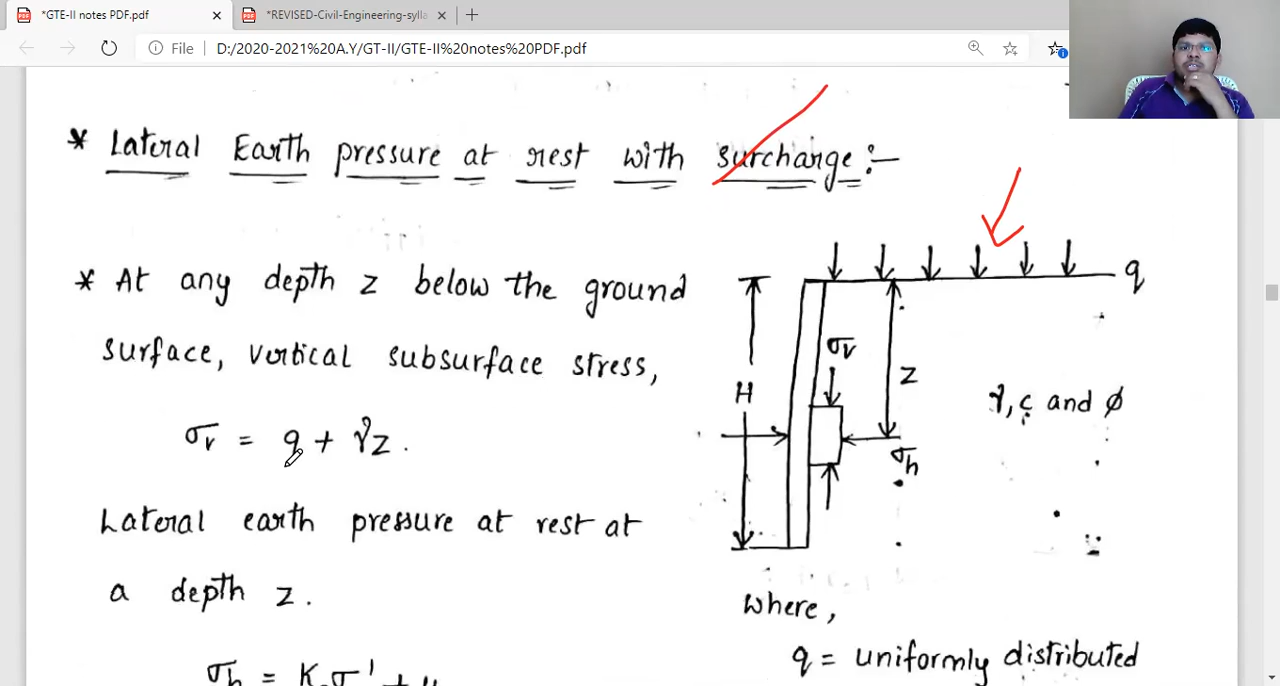 *GTE-II notes PDF.pdf
*REVISED-Civil-Engineering-sylla
File
D:/2020-2021%20A.Y/GT-II/GTE-II%20notes%20PDF.pdf
* Lateral Earth pressure at rest with surcharge:-
* At any depth z below the ground
surface, vertical subsurface stress,
σv = q + γz.
Lateral earth pressure at rest at
a depth z.
q
σv
z
H
γ, c and φ
σh
where,
q = uniformly distributed